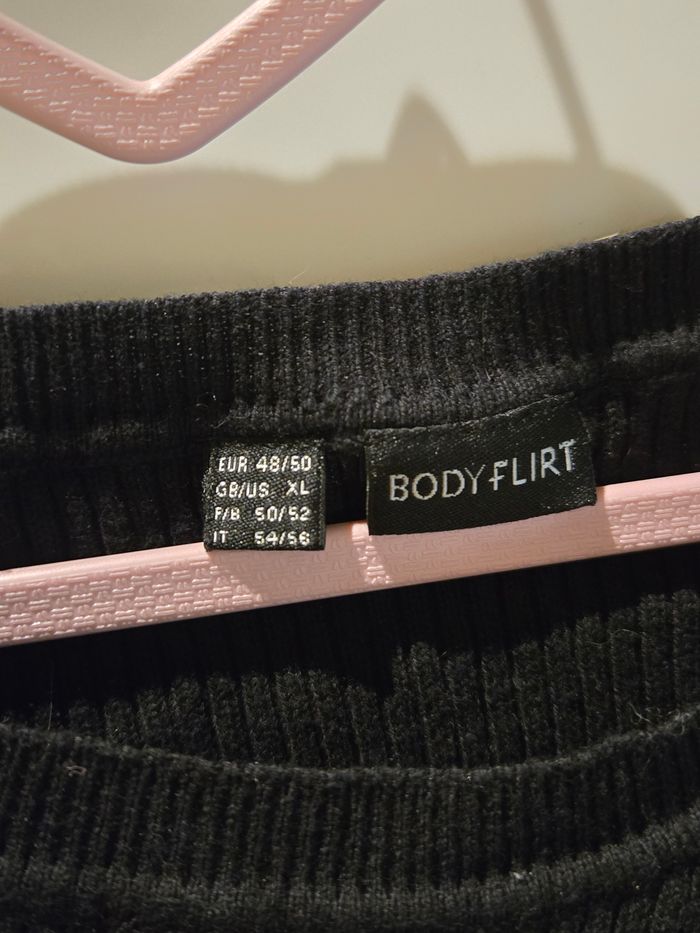 EUR 48/50
GB/US XL
F/B 50/52
IT 54/56
BODYFLIRT